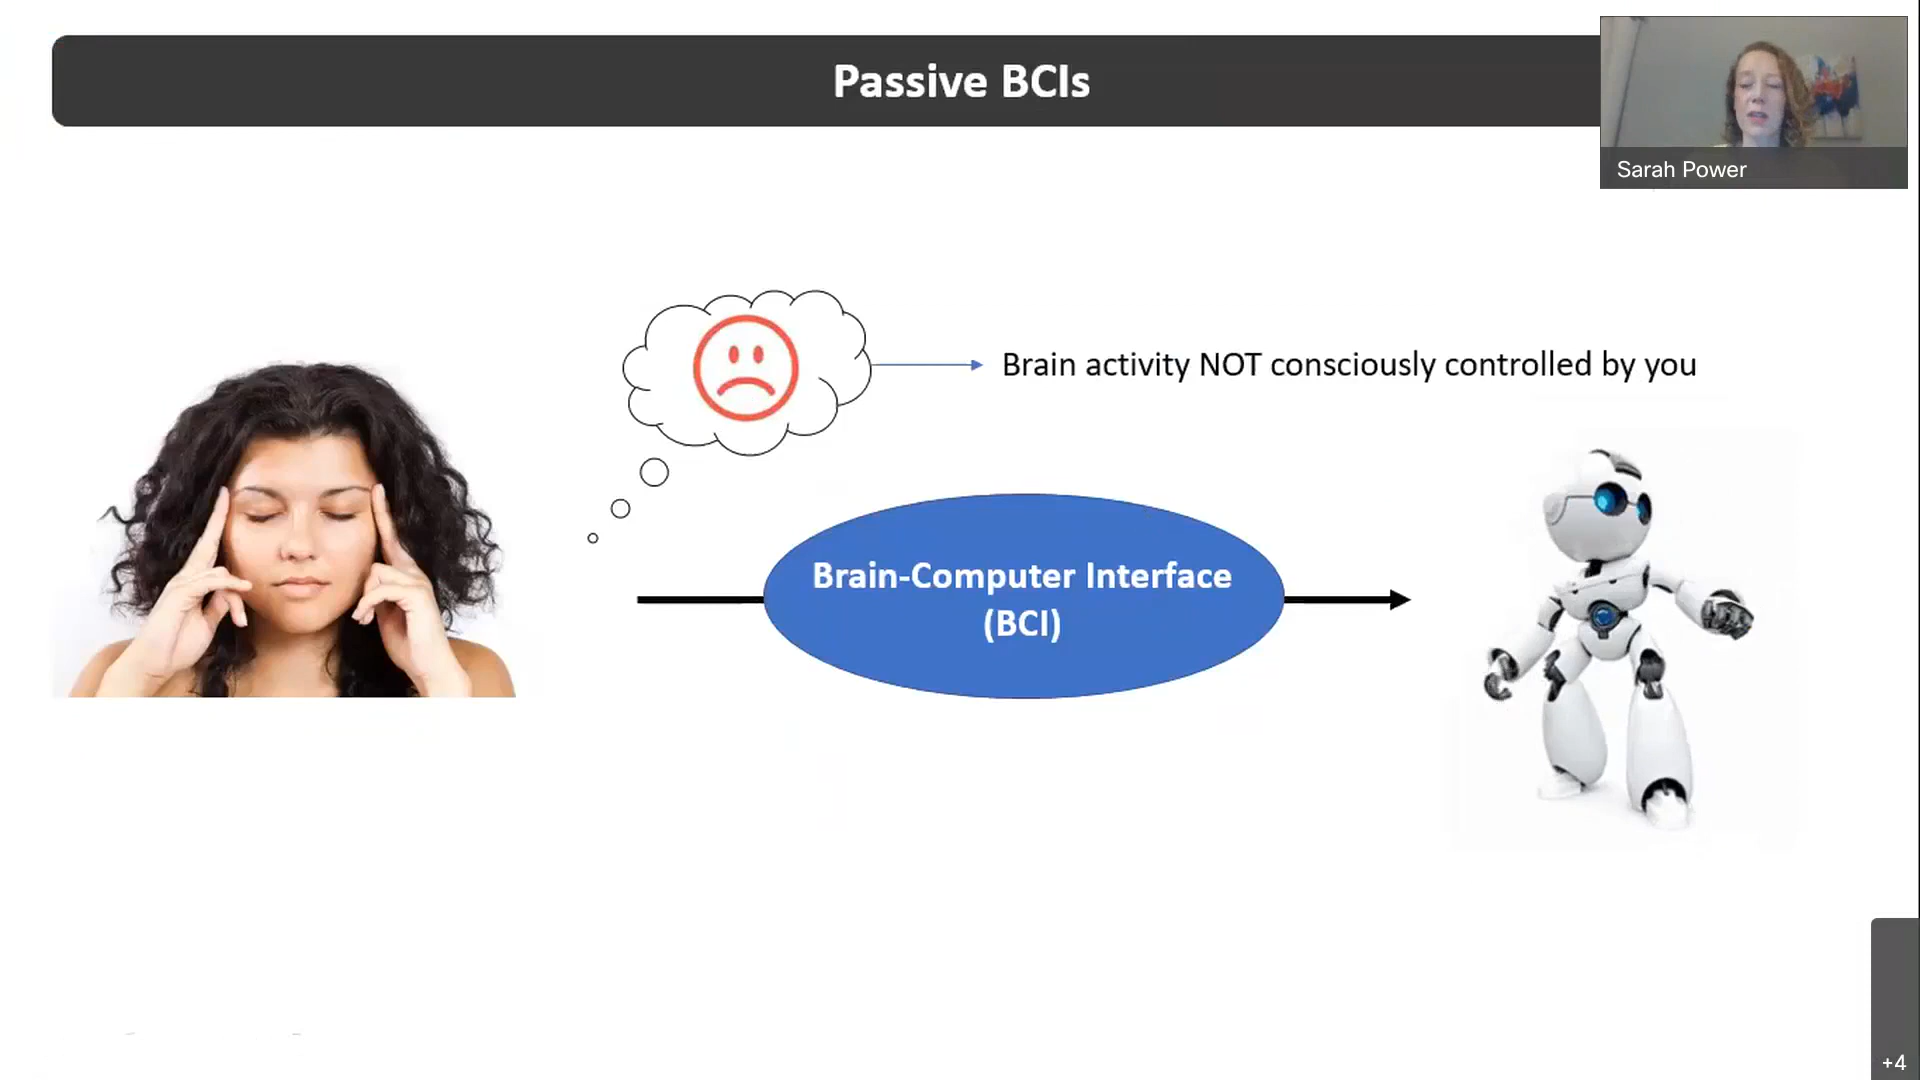 Passive BCIs
Sarah Power
Brain activity NOT consciously controlled by you
Brain-Computer Interface
(BCI)
+4